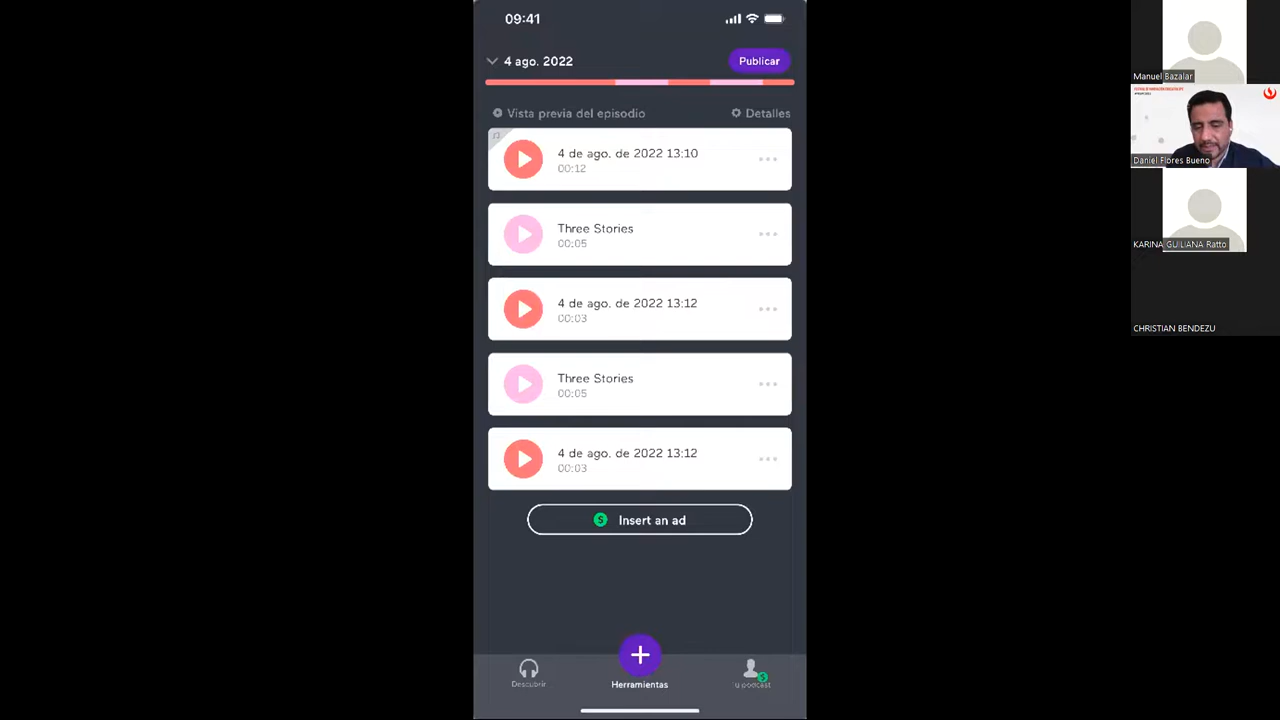 09:41
4 ago. 2022
Publicar
Vista previa del episodio
Detalles
4 de ago. de 2022 13:10
00:12
Three Stories
00:05
4 de ago. de 2022 13:12
00:03
Three Stories
00:05
4 de ago. de 2022 13:12
00:03
$ Insert an ad
Descubrir
Herramientas
Tu podcast
Manuel Bazalar
Daniel Flores Bueno
KARINA GUILIANA Ratto
CHRISTIAN BENDEZU